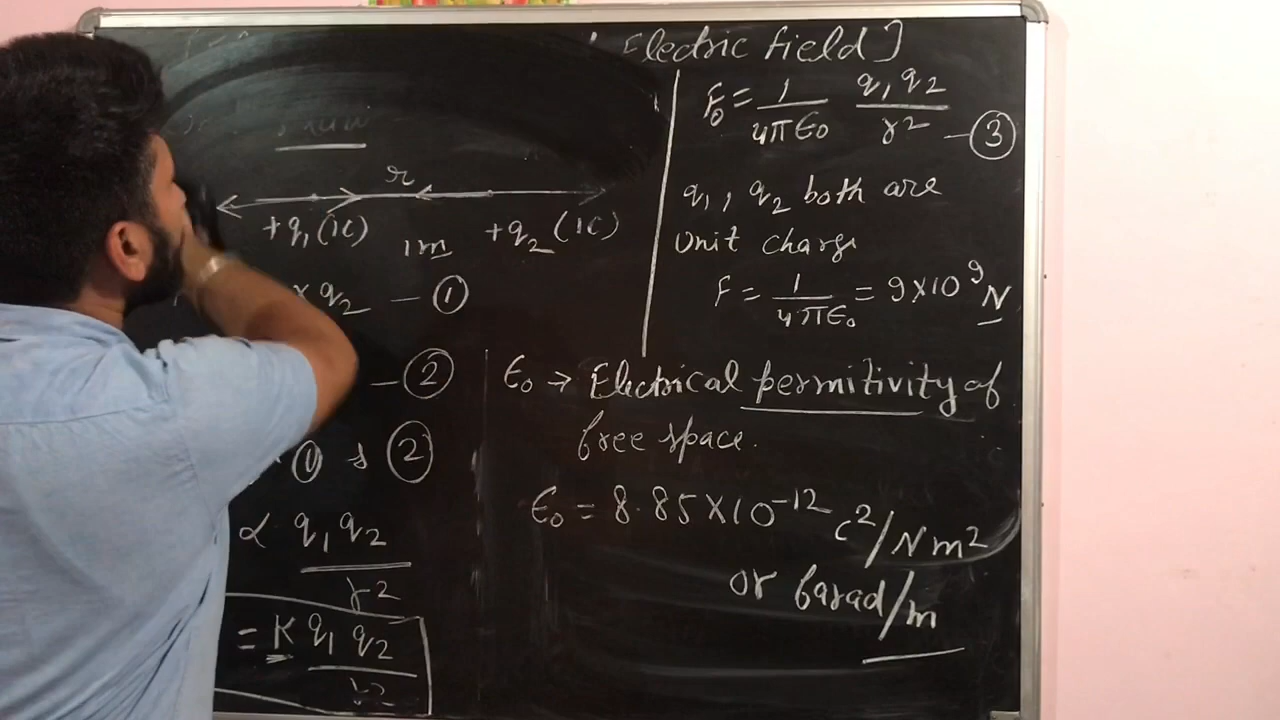 Electric field]
r
+q₁(1C) 1m +q₂(1C)
q₂ — ①
— ②
① & ②
∝ q₁q₂/r²
= K q₁q₂/r²
F₀ = 1/4πϵ₀ q₁q₂/r² — ③
q₁, q₂ both are
Unit charge
F = 1/4πϵ₀ = 9×10⁹ N
ϵ₀ → Electrical permitivity of
free space.
ϵ₀ = 8.85×10⁻¹² C²/Nm²
or farad/m